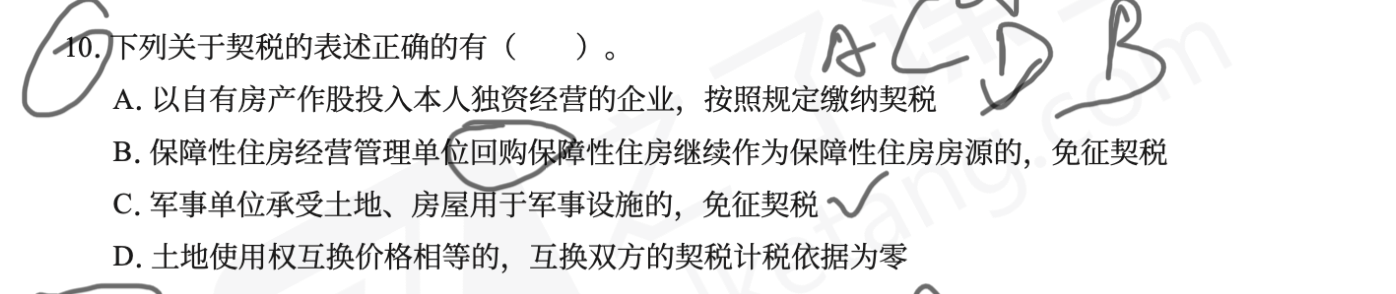 10. 下列关于契税的表述正确的有（　　）。
A C D B
A. 以自有房产作股投入本人独资经营的企业，按照规定缴纳契税
B. 保障性住房经营管理单位回购保障性住房继续作为保障性住房房源的，免征契税
C. 军事单位承受土地、房屋用于军事设施的，免征契税
D. 土地使用权互换价格相等的，互换双方的契税计税依据为零